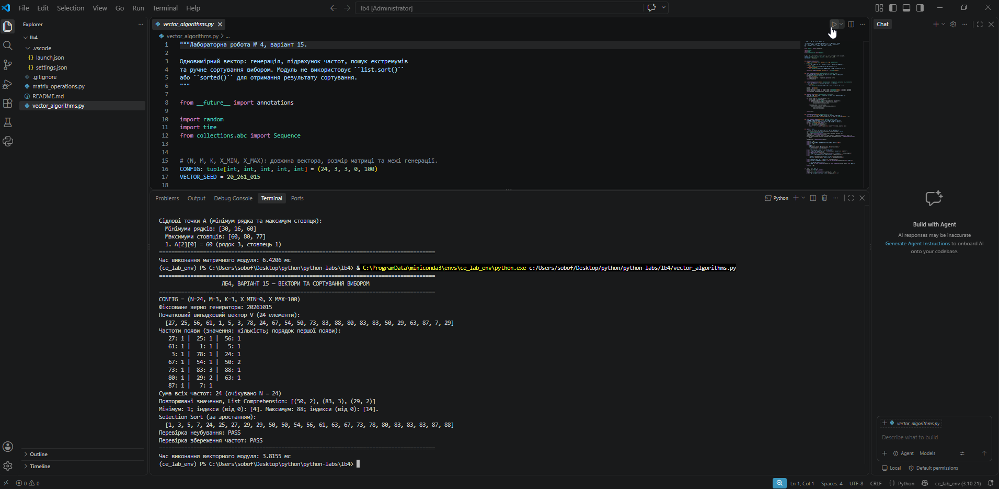 File Edit Selection View Go Run Terminal Help
lb4 [Administrator]
Explorer
lb4
.vscode
launch.json
settings.json
.gitignore
matrix_operations.py
README.md
vector_algorithms.py
Outline
Timeline
vector_algorithms.py
vector_algorithms.py > ...
1 """Лабораторна робота № 4, варіант 15.
2
3 Одновимірний вектор: генерація, підрахунок частот, пошук екстремумів
4 та ручне сортування вибором. Модуль не використовує ``list.sort()``
5 або ``sorted()`` для отримання результату сортування.
6 """
7
8 from __future__ import annotations
9
10 import random
11 import time
12 from collections.abc import Sequence
13
14
15 # (N, M, K, X_MIN, X_MAX): довжина вектора, розмір матриці та межі генерації.
16 CONFIG: tuple[int, int, int, int, int] = (24, 3, 3, 0, 100)
17 VECTOR_SEED = 20_261_015
18
Problems Output Debug Console Terminal Ports
Python
Сідлові точки A (мінімум рядка та максимум стовпця):
Мінімуми рядків: [30, 16, 60]
Максимуми стовпців: [60, 80, 77]
1. A[2][0] = 60 (рядок 3, стовпець 1)
========================================================================================
Час виконання матричного модуля: 6.4206 мс
(ce_lab_env) PS C:\Users\sobof\Desktop\python\python-labs\lb4> & C:\ProgramData\miniconda3\envs\ce_lab_env\python.exe c:/Users/sobof/Desktop/python/python-labs/lb4/vector_algorithms.py
========================================================================================
ЛБ4, ВАРІАНТ 15 — ВЕКТОРИ ТА СОРТУВАННЯ ВИБОРОМ
========================================================================================
CONFIG = (N=24, M=3, K=3, X_MIN=0, X_MAX=100)
Фіксоване зерно генератора: 20261015
Початковий випадковий вектор V (24 елементи):
[27, 25, 56, 61, 1, 5, 3, 78, 24, 67, 54, 50, 73, 83, 88, 80, 83, 83, 50, 29, 63, 87, 7, 29]
Частоти появи (значення: кількість; порядок першої появи):
27: 1 | 25: 1 | 56: 1
61: 1 | 1: 1 | 5: 1
3: 1 | 78: 1 | 24: 1
67: 1 | 54: 1 | 50: 2
73: 1 | 83: 3 | 88: 1
80: 1 | 29: 2 | 63: 1
87: 1 | 7: 1
Сума всіх частот: 24 (очікувано N = 24)
Повторювані значення, List Comprehension: [(50, 2), (83, 3), (29, 2)]
Мінімум: 1; індекси (від 0): [4]. Максимум: 88; індекси (від 0): [14].
Selection Sort (за зростанням):
[1, 3, 5, 7, 24, 25, 27, 29, 29, 50, 50, 54, 56, 61, 63, 67, 73, 78, 80, 83, 83, 83, 87, 88]
Перевірка неубування: PASS
Перевірка збереження частот: PASS
========================================================================================
Час виконання векторного модуля: 3.8155 мс
(ce_lab_env) PS C:\Users\sobof\Desktop\python\python-labs\lb4>
Chat
Build with Agent
AI responses may be inaccurate
Generate Agent Instructions to onboard AI
onto your codebase.
vector_algorithms.py
Describe what to build
Agent Models
Local Default permissions
0 0
Ln 1, Col 1 Spaces: 4 UTF-8 CRLF Python ce_lab_env (3.10.21)